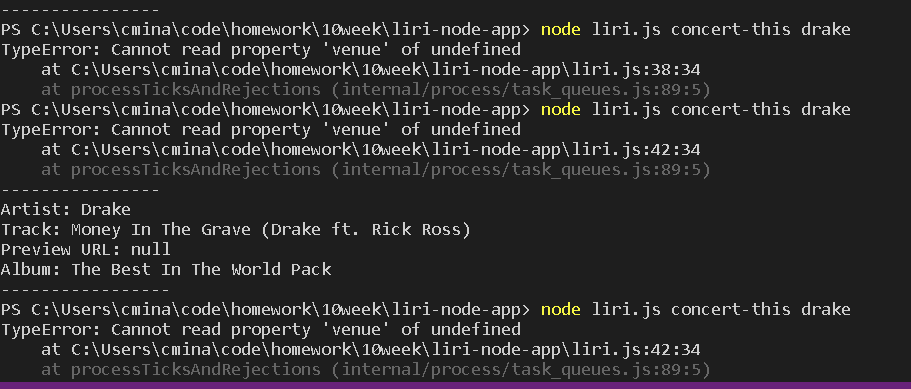 ----------------
PS C:\Users\cmina\code\homework\10week\liri-node-app> node liri.js concert-this drake
TypeError: Cannot read property 'venue' of undefined
    at C:\Users\cmina\code\homework\10week\liri-node-app\liri.js:38:34
    at processTicksAndRejections (internal/process/task_queues.js:89:5)
PS C:\Users\cmina\code\homework\10week\liri-node-app> node liri.js concert-this drake
TypeError: Cannot read property 'venue' of undefined
    at C:\Users\cmina\code\homework\10week\liri-node-app\liri.js:42:34
    at processTicksAndRejections (internal/process/task_queues.js:89:5)
----------------
Artist: Drake
Track: Money In The Grave (Drake ft. Rick Ross)
Preview URL: null
Album: The Best In The World Pack
-----------------
PS C:\Users\cmina\code\homework\10week\liri-node-app> node liri.js concert-this drake
TypeError: Cannot read property 'venue' of undefined
    at C:\Users\cmina\code\homework\10week\liri-node-app\liri.js:42:34
    at processTicksAndRejections (internal/process/task_queues.js:89:5)